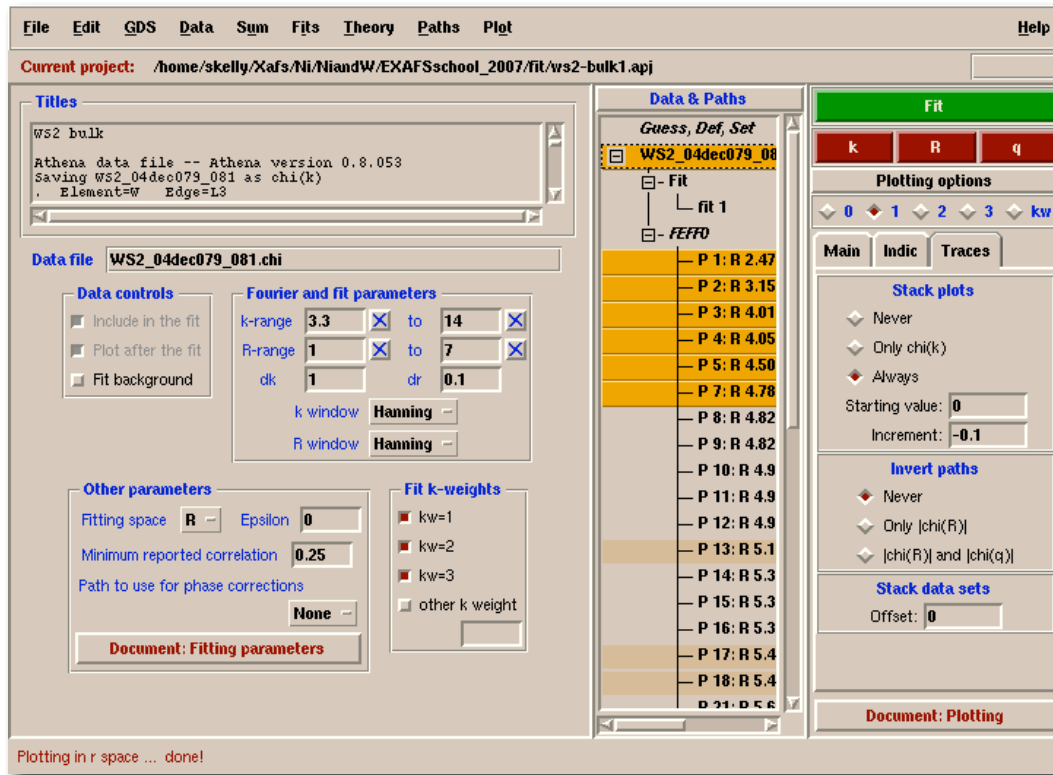 File Edit GDS Data Sum Fits Theory Paths Plot Help
Current project: /home/skelly/Xafs/Ni/NiandW/EXAFSschool_2007/fit/ws2-bulk1.apj
Titles
WS2 bulk
Athena data file -- Athena version 0.8.053
Saving WS2_04dec079_081 as chi(k)
. Element=W Edge=L3
Data file WS2_04dec079_081.chi
Data controls
Include in the fit
Plot after the fit
Fit background
Fourier and fit parameters
k-range 3.3 to 14
R-range 1 to 7
dk 1 dr 0.1
k window Hanning
R window Hanning
Other parameters
Fitting space R Epsilon 0
Minimum reported correlation 0.25
Path to use for phase corrections
None
Document: Fitting parameters
Fit k-weights
kw=1
kw=2
kw=3
other k weight
Data & Paths
Guess, Def, Set
WS2_04dec079_08
Fit
fit 1
FEFF0
P 1: R 2.47
P 2: R 3.15
P 3: R 4.01
P 4: R 4.05
P 5: R 4.50
P 7: R 4.78
P 8: R 4.82
P 9: R 4.82
P 10: R 4.9
P 11: R 4.9
P 12: R 4.9
P 13: R 5.1
P 14: R 5.3
P 15: R 5.3
P 16: R 5.3
P 17: R 5.4
P 18: R 5.4
P 21: R 5.6
Fit
k R q
Plotting options
0 1 2 3 kw
Main Indic Traces
Stack plots
Never
Only chi(k)
Always
Starting value: 0
Increment: -0.1
Invert paths
Never
Only |chi(R)|
|chi(R)| and |chi(q)|
Stack data sets
Offset: 0
Document: Plotting
Plotting in r space ... done!